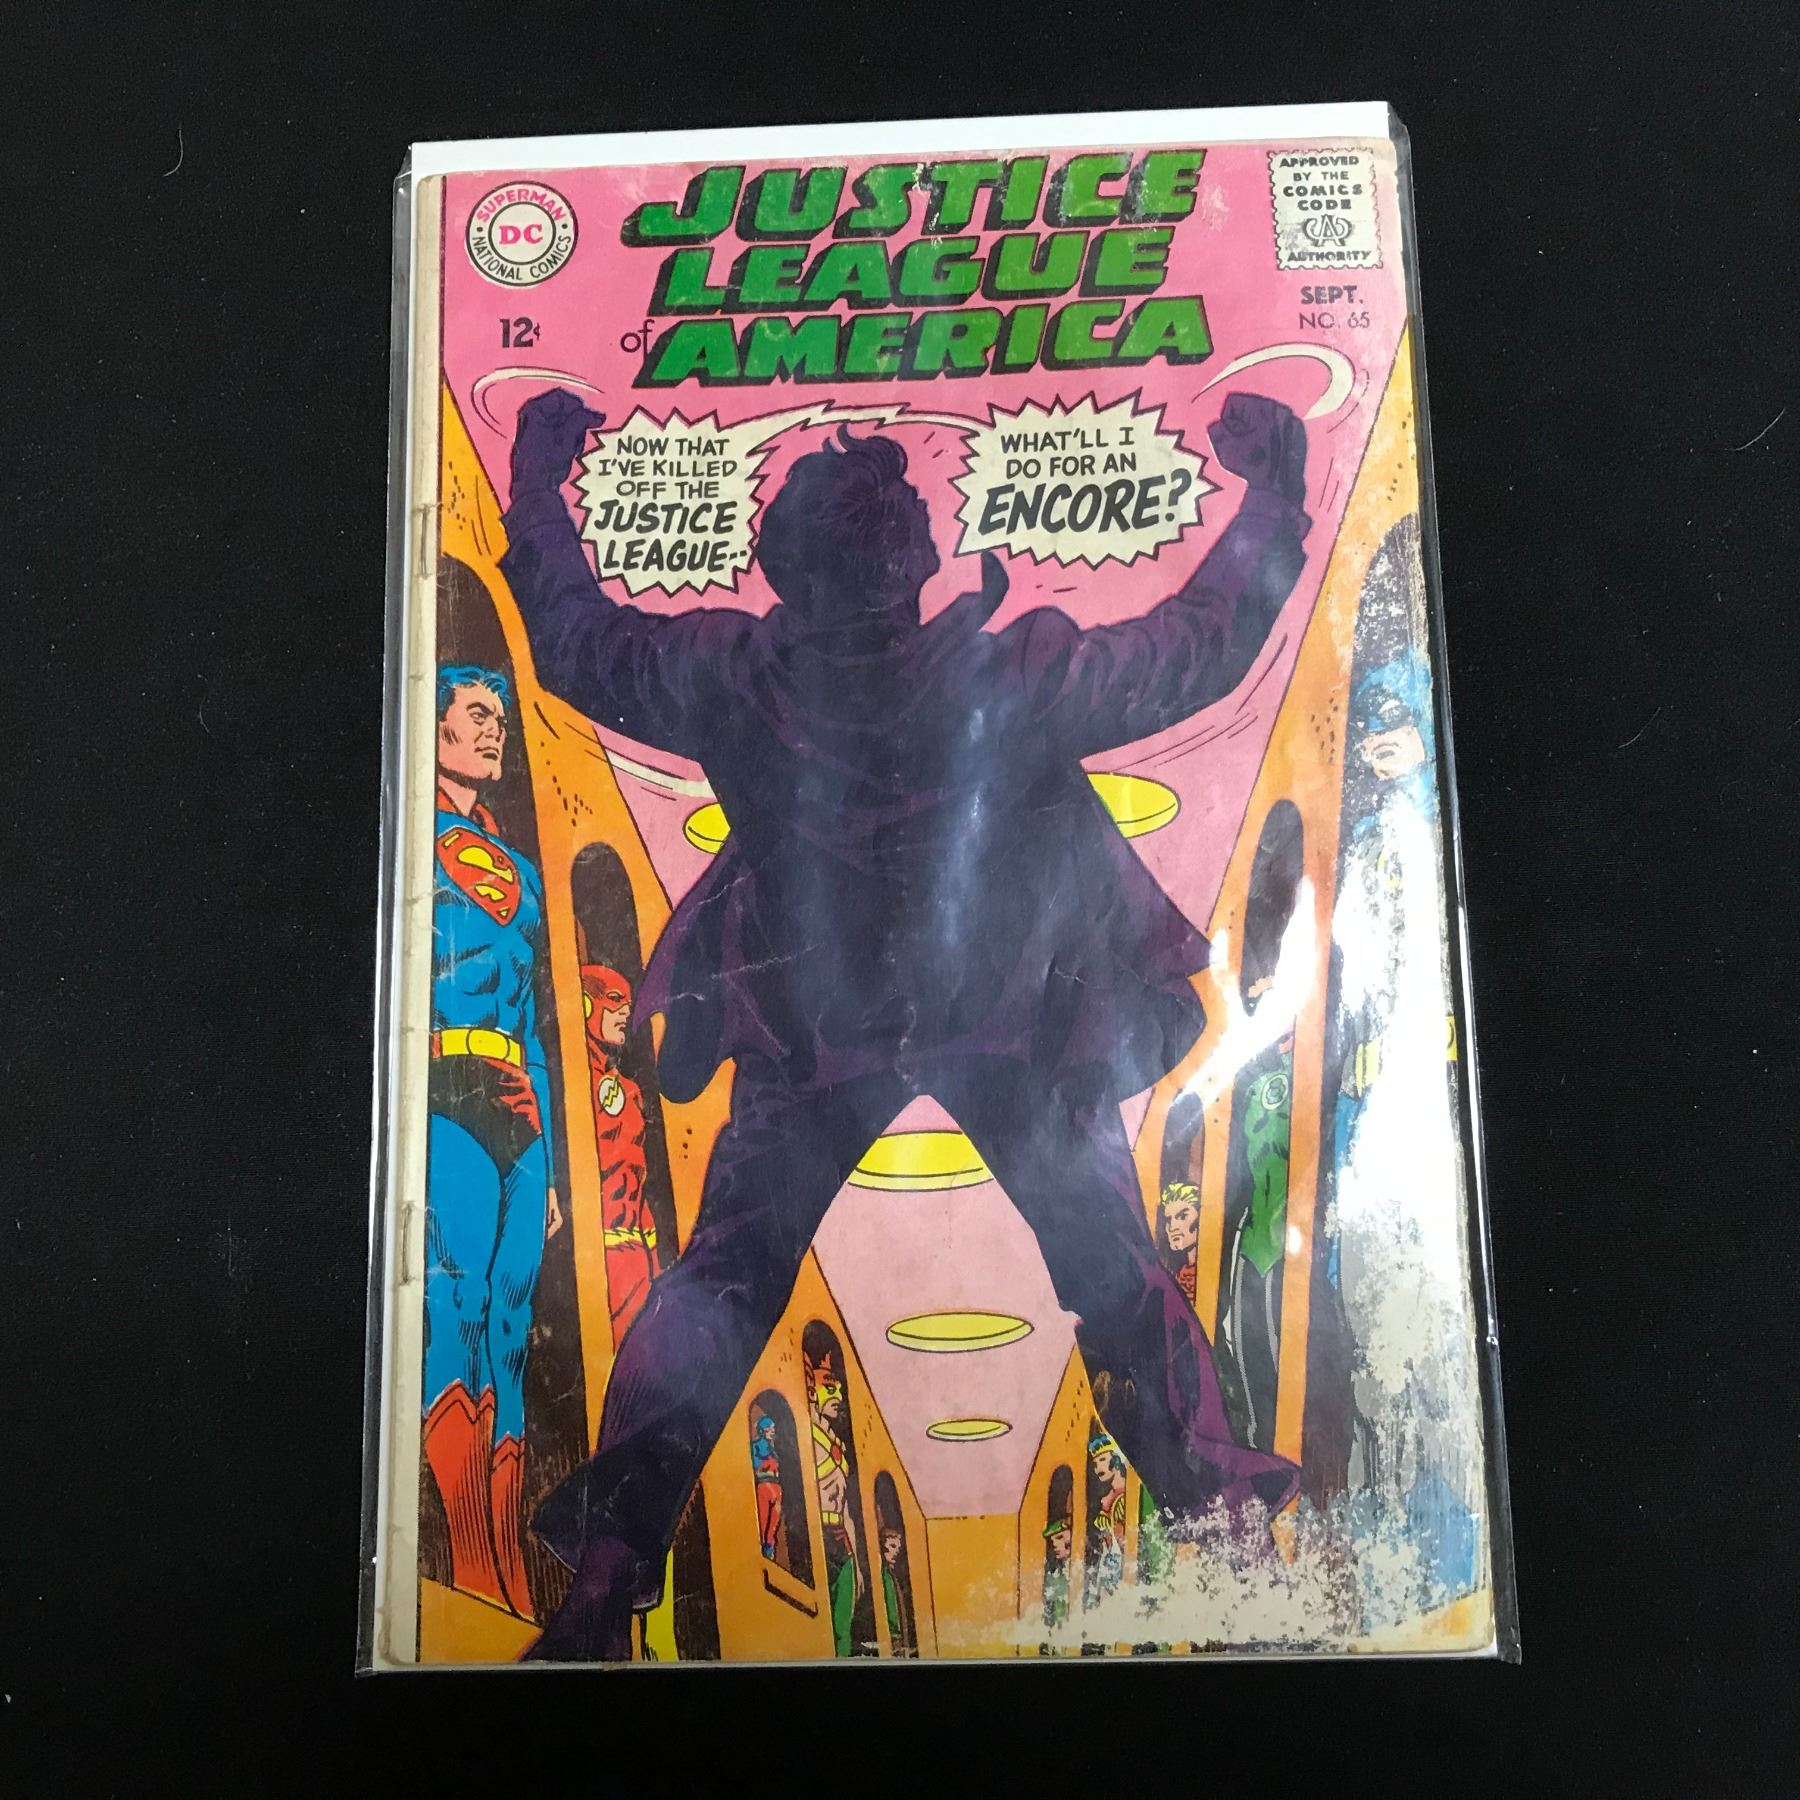 SUPERMAN
DC
NATIONAL COMICS
12¢
JUSTICE
LEAGUE
of AMERICA
APPROVED
BY THE
COMICS
CODE
CA
AUTHORITY
SEPT.
NO. 65
NOW THAT
I'VE KILLED
OFF THE
JUSTICE
LEAGUE--
WHAT'LL I
DO FOR AN
ENCORE?
S